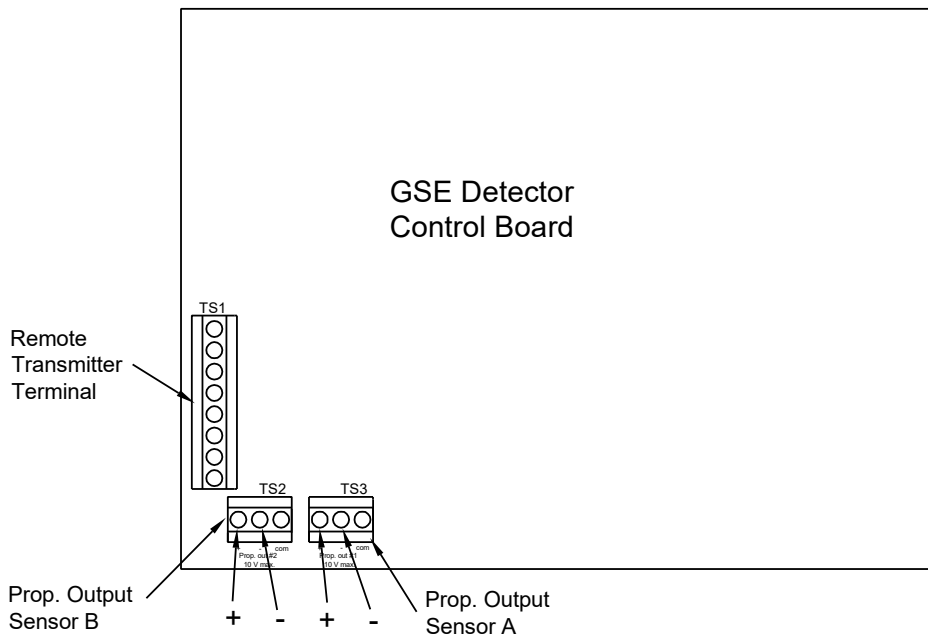 GSE Detector
Control Board
TS1
Remote
Transmitter
Terminal
TS2
TS3
- com
Prop. out#2
10 V max.
- com
Prop. out #1
10 V max.
Prop. Output
Sensor B
+ - + -
Prop. Output
Sensor A